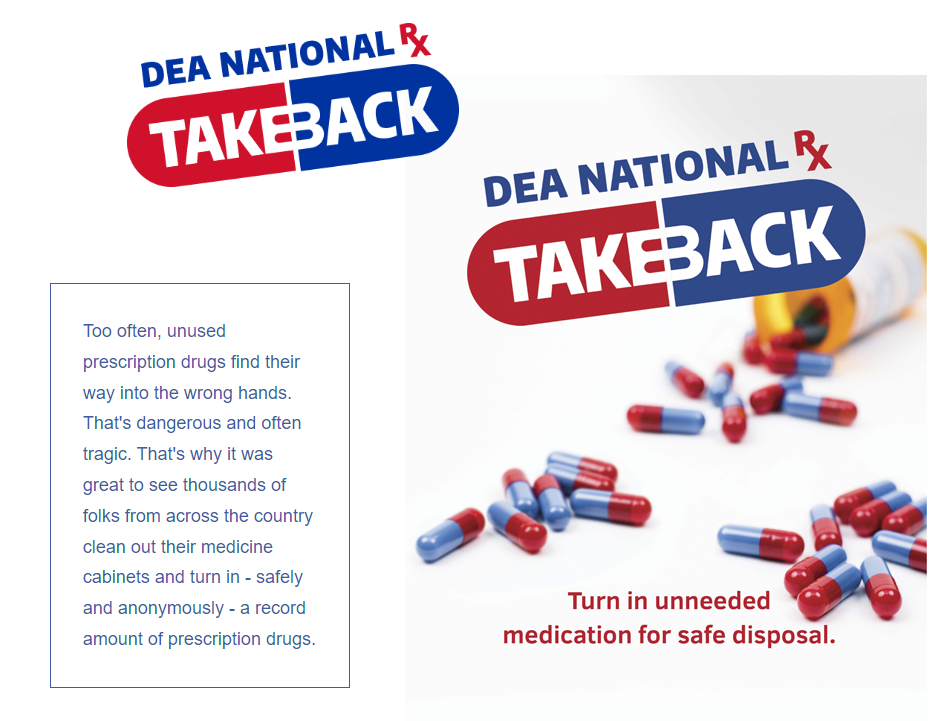 DEA NATIONAL Rx
TAKEBACK
DEA NATIONAL Rx
TAKEBACK
Too often, unused
prescription drugs find their
way into the wrong hands.
That's dangerous and often
tragic. That's why it was
great to see thousands of
folks from across the country
clean out their medicine
cabinets and turn in - safely
and anonymously - a record
amount of prescription drugs.
Turn in unneeded
medication for safe disposal.